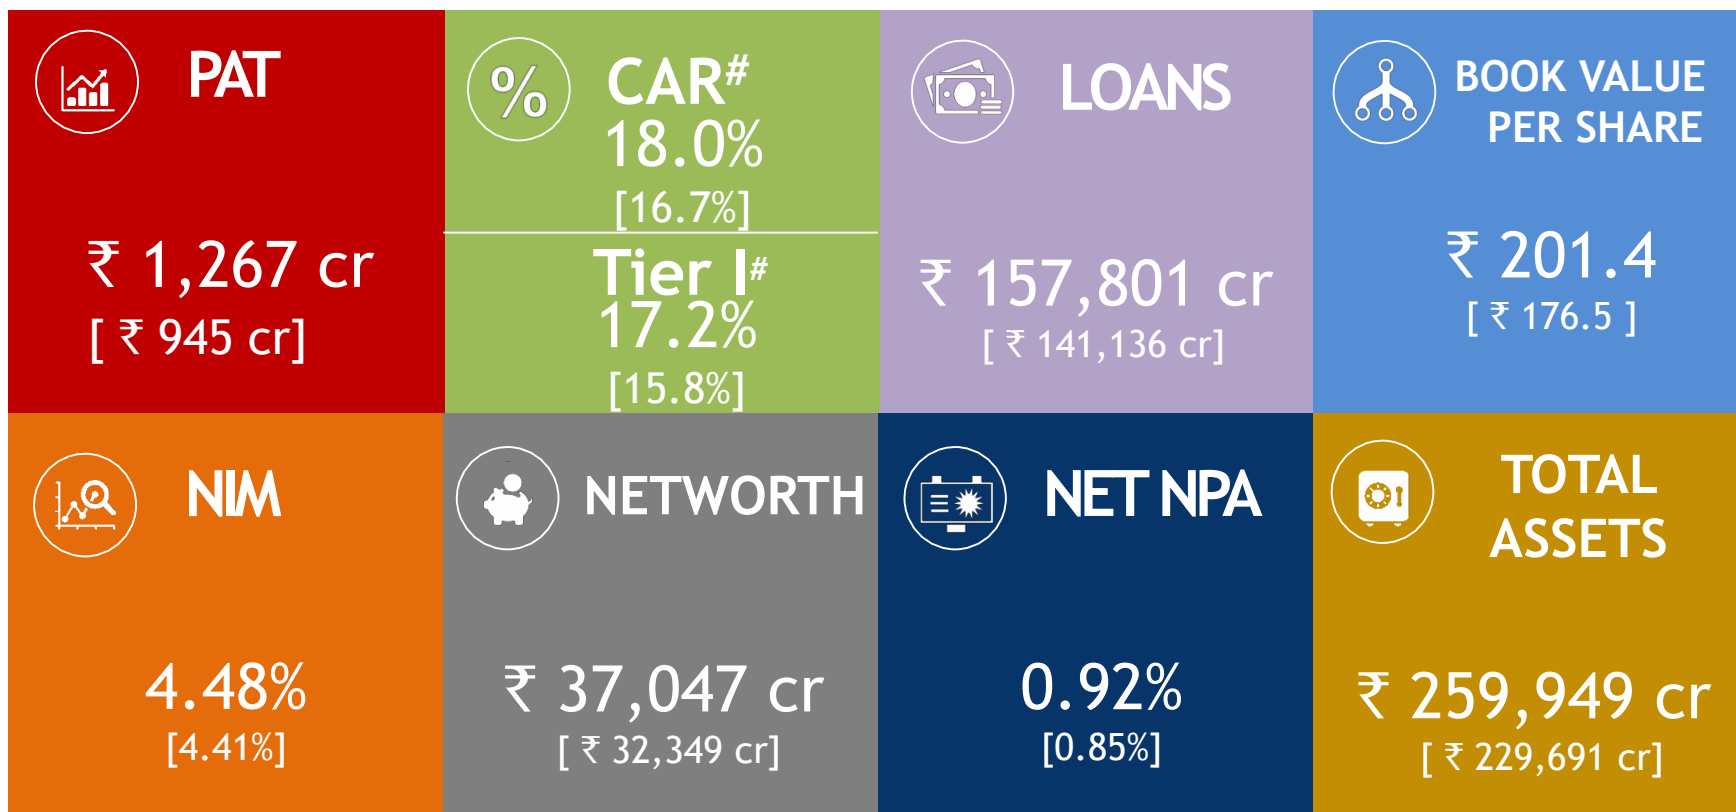 PAT
₹ 1,267 cr
[ ₹ 945 cr]
%
CAR#
18.0%
[16.7%]
Tier I#
17.2%
[15.8%]
LOANS
₹ 157,801 cr
[ ₹ 141,136 cr]
BOOK VALUE
PER SHARE
₹ 201.4
[ ₹ 176.5 ]
NIM
4.48%
[4.41%]
NETWORTH
₹ 37,047 cr
[ ₹ 32,349 cr]
NET NPA
0.92%
[0.85%]
TOTAL
ASSETS
₹ 259,949 cr
[ ₹ 229,691 cr]